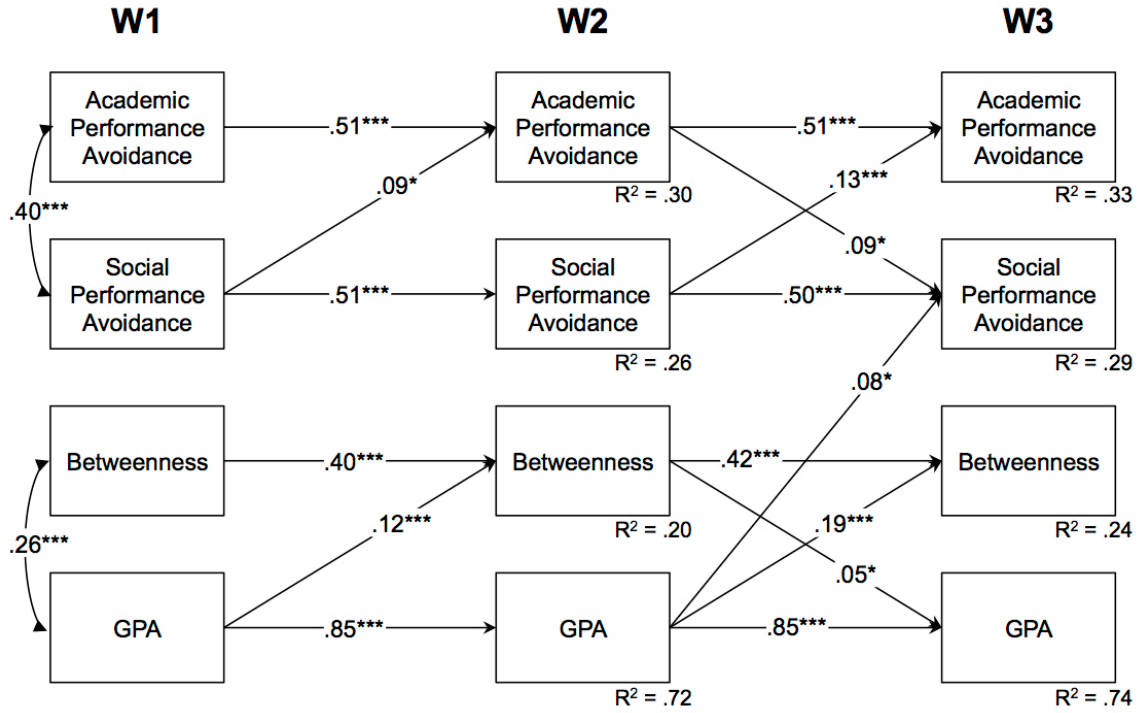 W1 W2 W3
Academic
Performance
Avoidance
.51***
Academic
Performance
Avoidance
R² = .30
.51***
Academic
Performance
Avoidance
R² = .33
.40***
.09*
.13***
.09*
Social
Performance
Avoidance
.51***
Social
Performance
Avoidance
R² = .26
.50***
Social
Performance
Avoidance
R² = .29
.08*
Betweenness
.40***
Betweenness
R² = .20
.42***
Betweenness
R² = .24
.26***
.12***
.19***
.05*
GPA
.85***
GPA
R² = .72
.85***
GPA
R² = .74